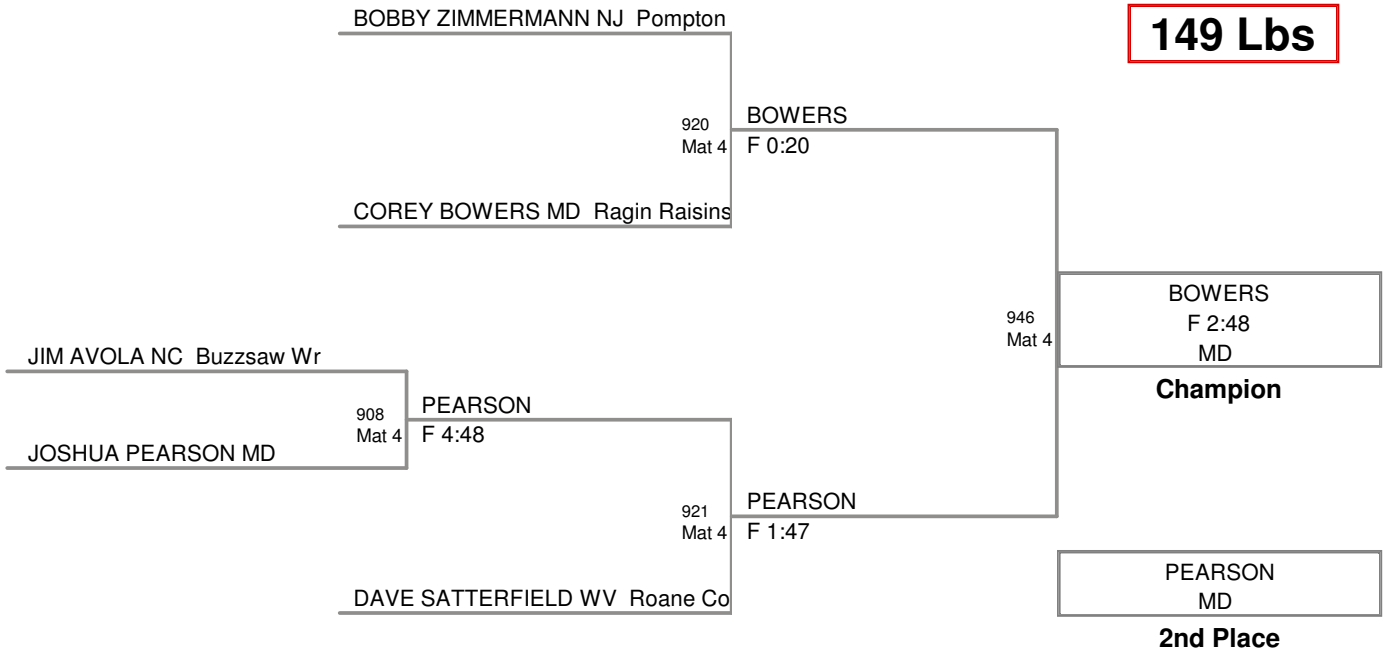 BOBBY ZIMMERMANN NJ Pompton
149 Lbs
920
Mat 4
BOWERS
F 0:20
COREY BOWERS MD Ragin Raisins
946
Mat 4
BOWERS
F 2:48
MD
Champion
JIM AVOLA NC Buzzsaw Wr
908
Mat 4
PEARSON
F 4:48
JOSHUA PEARSON MD
921
Mat 4
PEARSON
F 1:47
DAVE SATTERFIELD WV Roane Co
PEARSON
MD
2nd Place